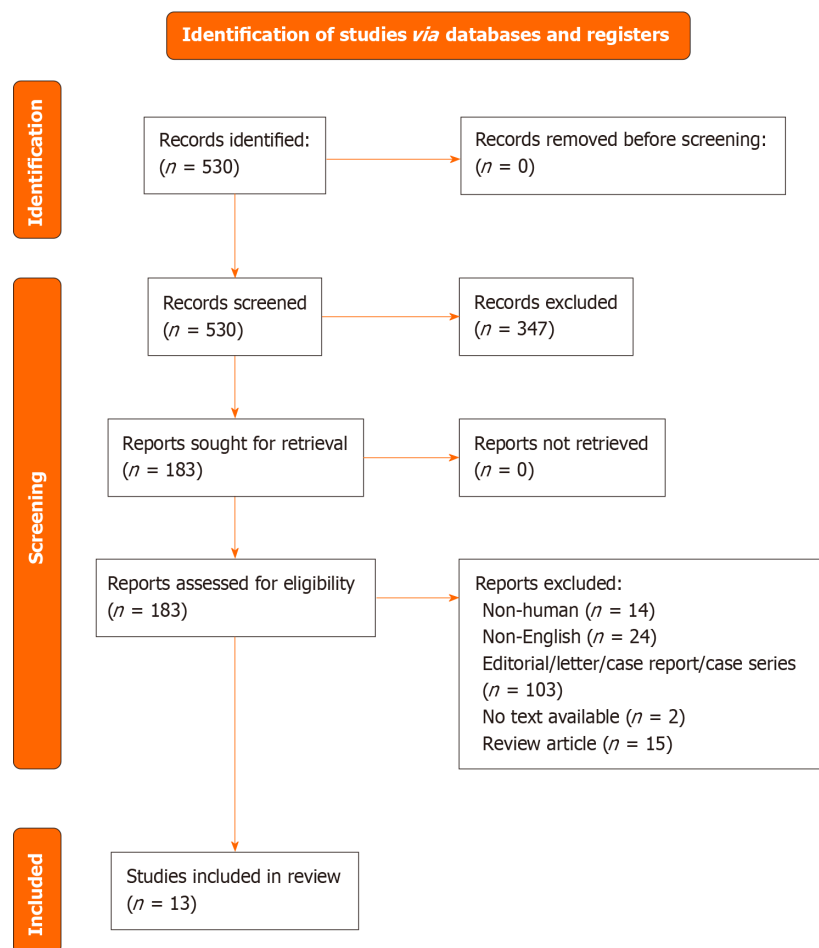 Identification of studies via databases and registers
Identification
Records identified:
(n = 530)
Records removed before screening:
(n = 0)
Screening
Records screened
(n = 530)
Records excluded
(n = 347)
Reports sought for retrieval
(n = 183)
Reports not retrieved
(n = 0)
Reports assessed for eligibility
(n = 183)
Reports excluded:
Non-human (n = 14)
Non-English (n = 24)
Editorial/letter/case report/case series
(n = 103)
No text available (n = 2)
Review article (n = 15)
Included
Studies included in review
(n = 13)